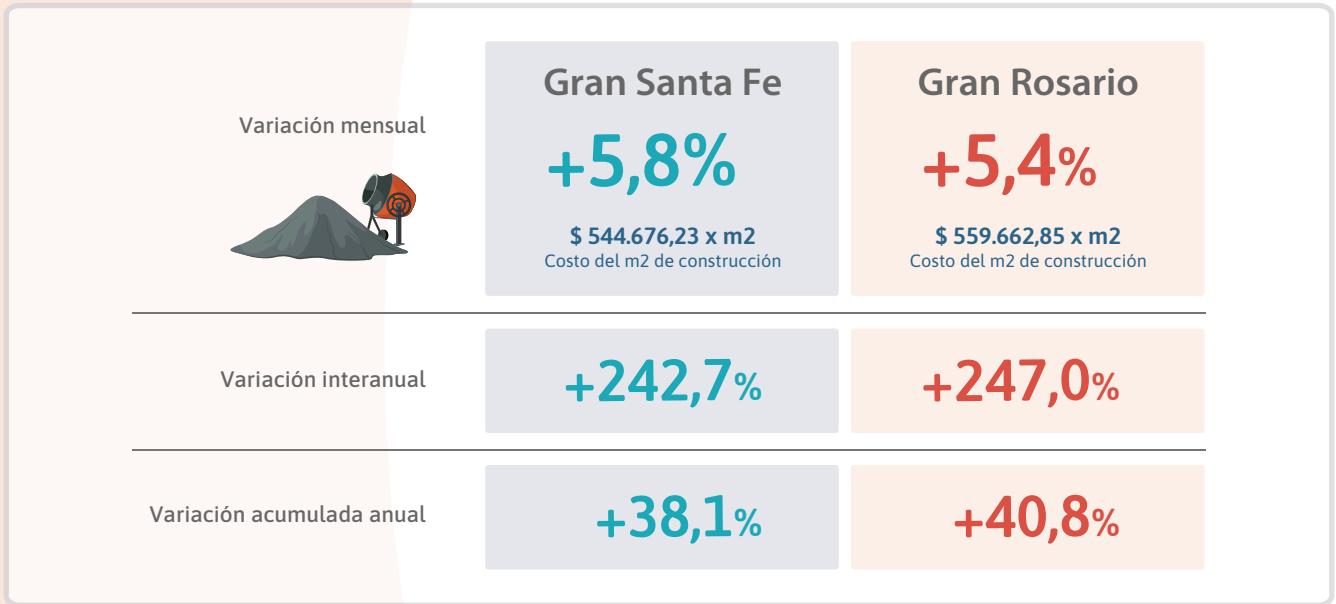 Gran Santa Fe
Gran Rosario
Variación mensual
+5,8%
+5,4%
$ 544.676,23 x m2
Costo del m2 de construcción
$ 559.662,85 x m2
Costo del m2 de construcción
Variación interanual
+242,7%
+247,0%
Variación acumulada anual
+38,1%
+40,8%